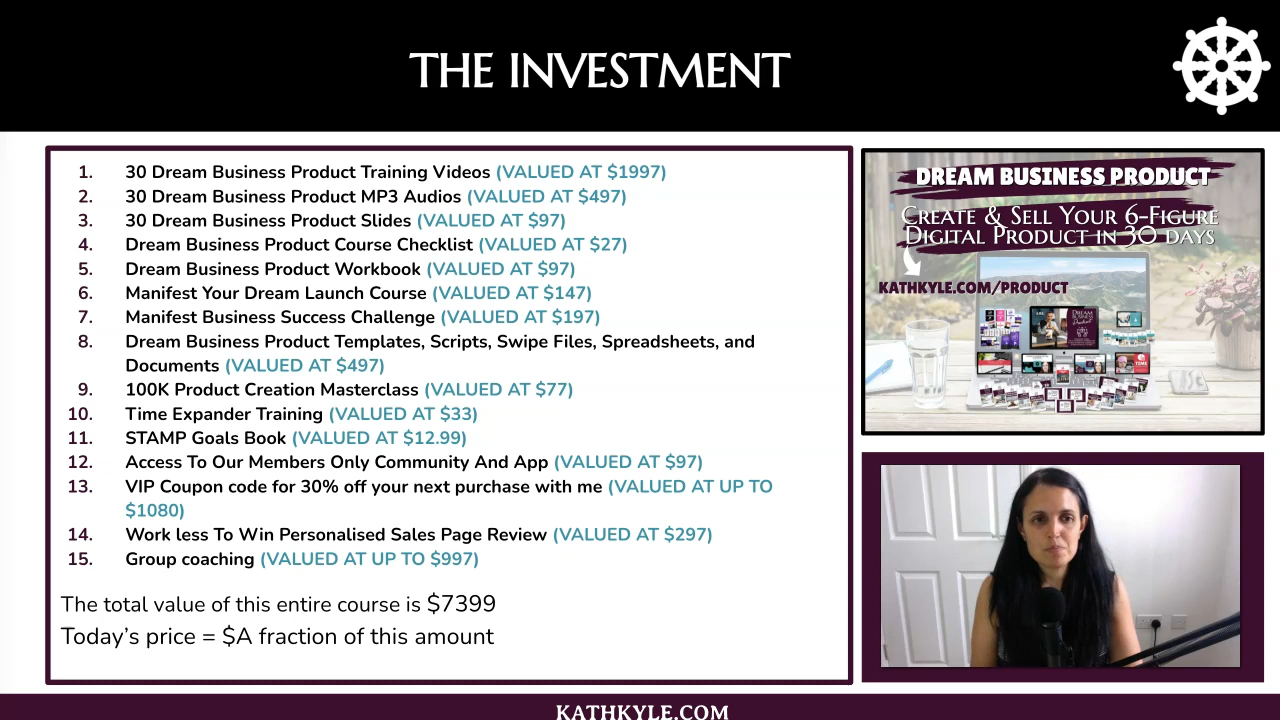 THE INVESTMENT
1. 30 Dream Business Product Training Videos (VALUED AT $1997)
2. 30 Dream Business Product MP3 Audios (VALUED AT $497)
3. 30 Dream Business Product Slides (VALUED AT $97)
4. Dream Business Product Course Checklist (VALUED AT $27)
5. Dream Business Product Workbook (VALUED AT $97)
6. Manifest Your Dream Launch Course (VALUED AT $147)
7. Manifest Business Success Challenge (VALUED AT $197)
8. Dream Business Product Templates, Scripts, Swipe Files, Spreadsheets, and
Documents (VALUED AT $497)
9. 100K Product Creation Masterclass (VALUED AT $77)
10. Time Expander Training (VALUED AT $33)
11. STAMP Goals Book (VALUED AT $12.99)
12. Access To Our Members Only Community And App (VALUED AT $97)
13. VIP Coupon code for 30% off your next purchase with me (VALUED AT UP TO
$1080)
14. Work less To Win Personalised Sales Page Review (VALUED AT $297)
15. Group coaching (VALUED AT UP TO $997)
The total value of this entire course is $7399
Today's price = $A fraction of this amount
DREAM BUSINESS PRODUCT
Create & Sell Your 6-Figure
Digital Product in 30 days
KATHKYLE.COM/PRODUCT
KATHKYLE.COM